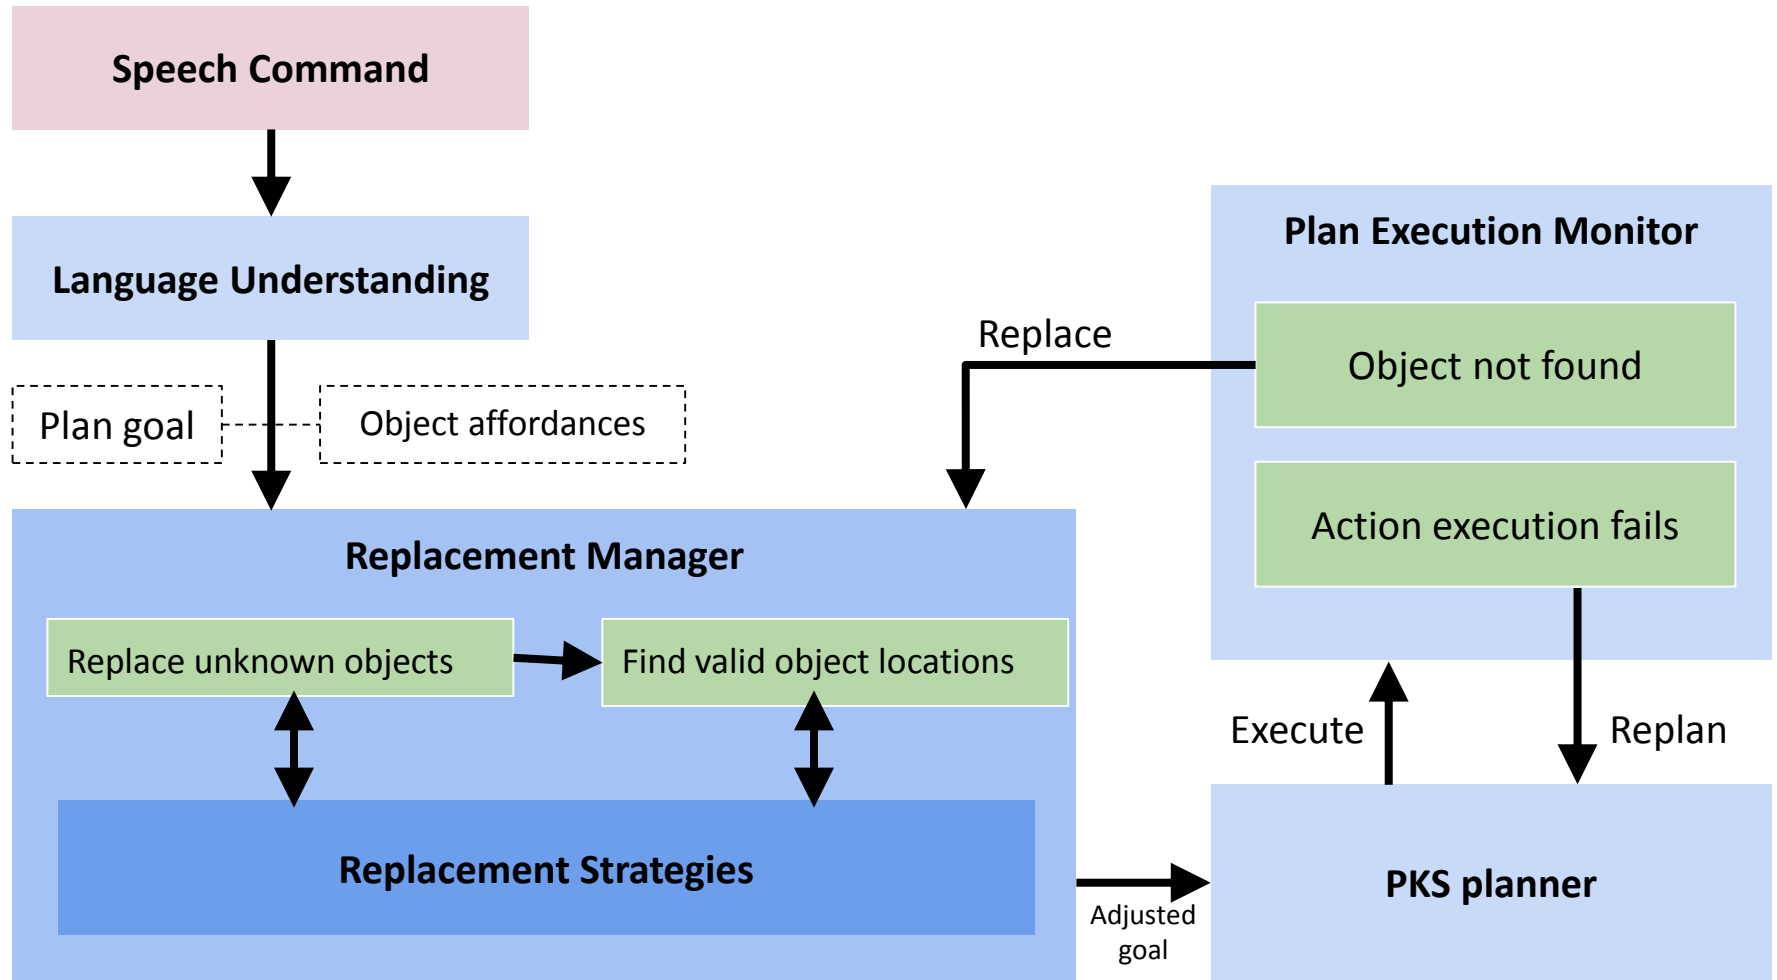 Speech Command
Language Understanding
Plan goal
Object affordances
Replacement Manager
Replace unknown objects
Find valid object locations
Replacement Strategies
Adjusted
goal
PKS planner
Execute
Replan
Plan Execution Monitor
Object not found
Action execution fails
Replace